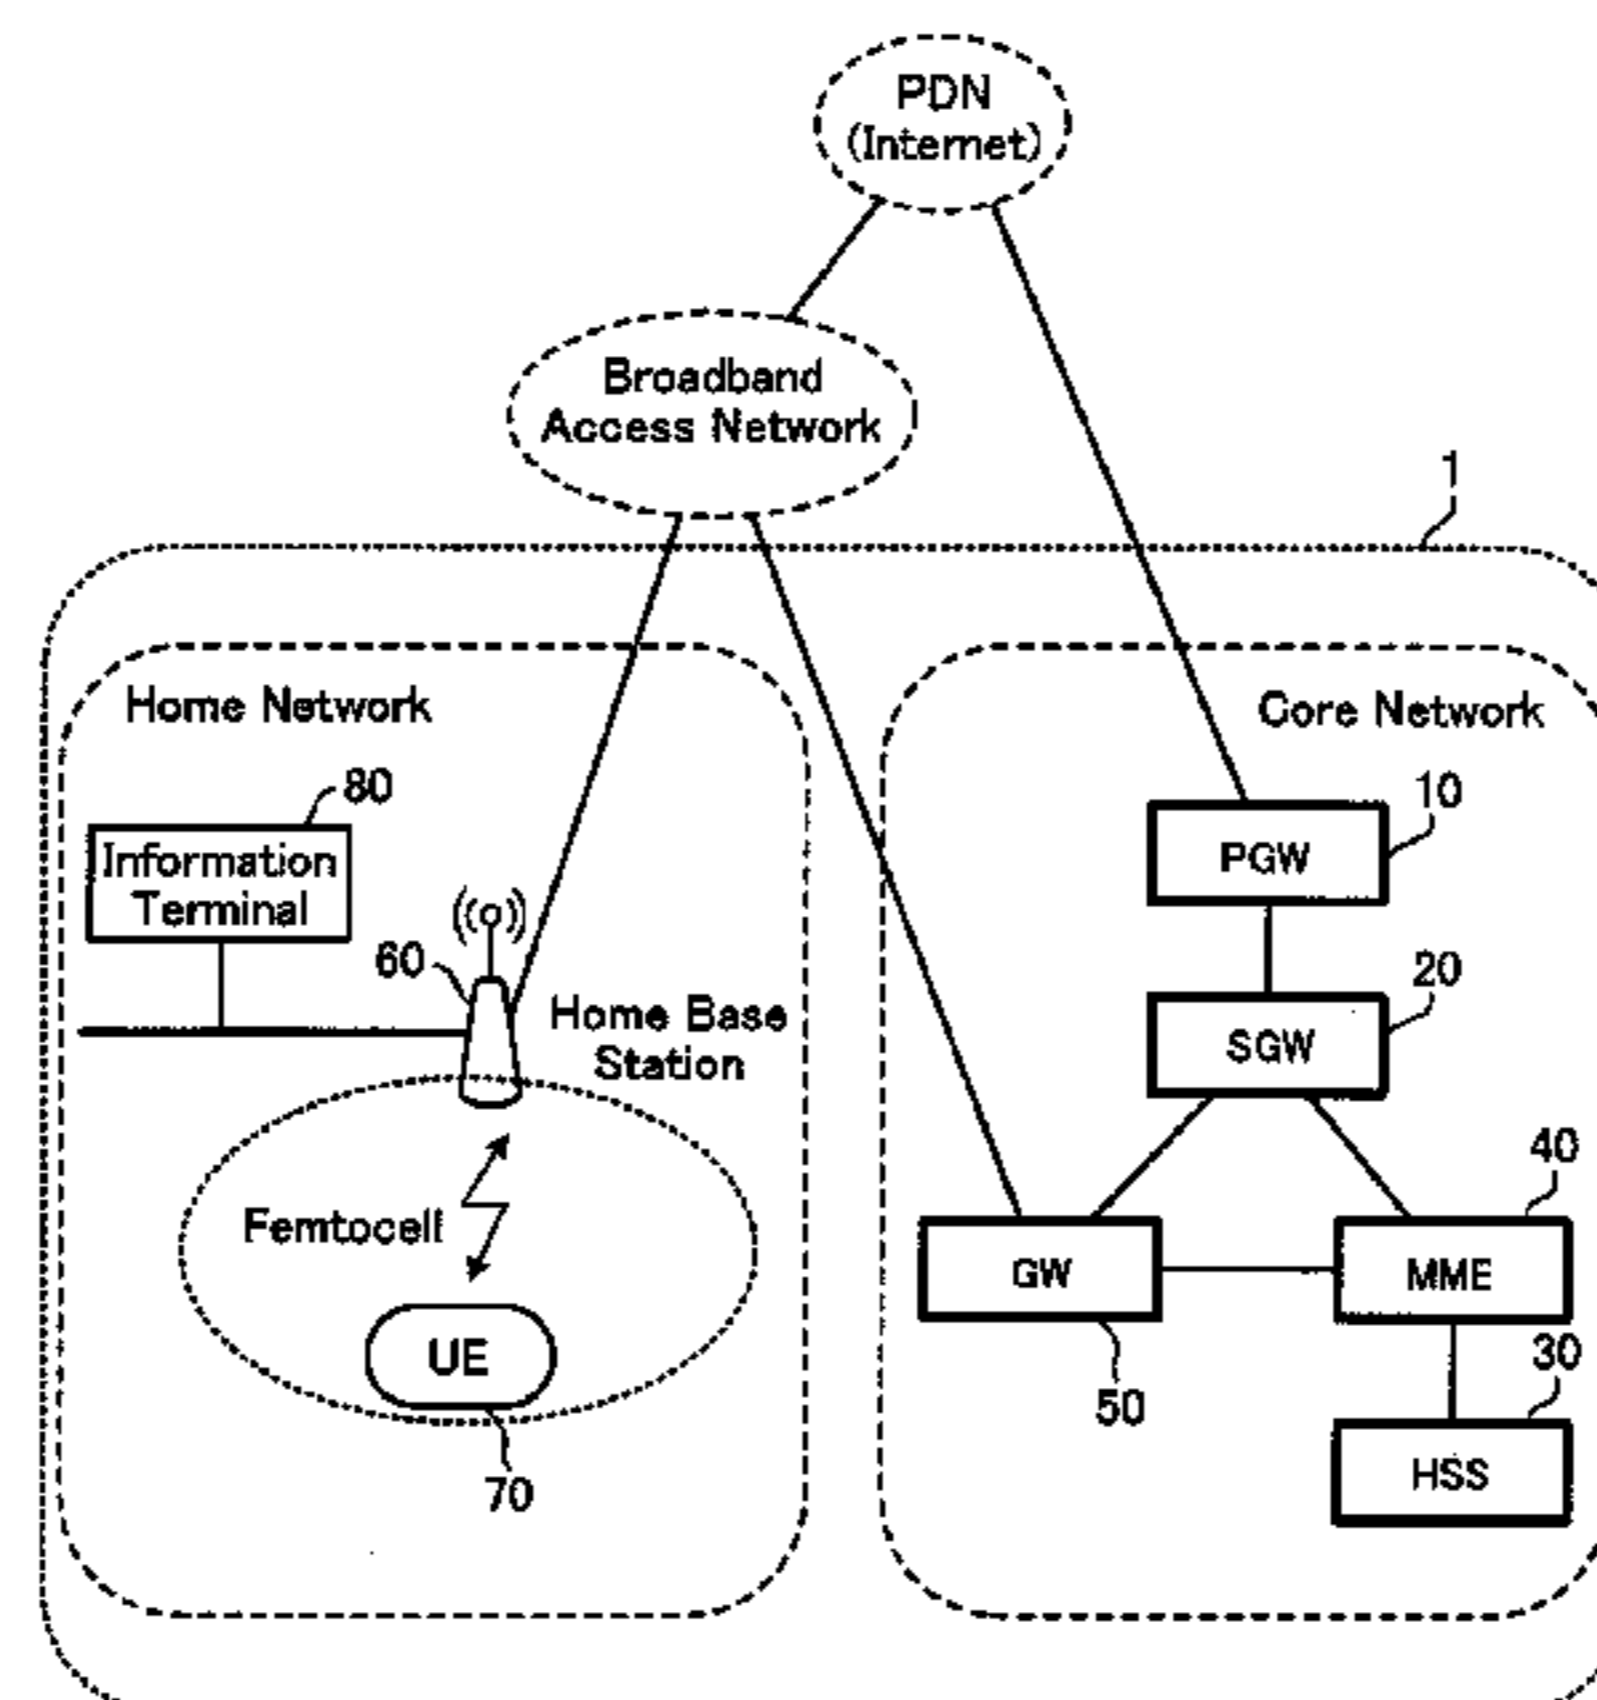 PDN
(Internet)
Broadband
Access Network
1
Home Network
Core Network
80
Information
Terminal
10
PGW
60
20
Home Base
Station
SGW
40
Femtocell
GW
MME
UE
50
30
70
HSS